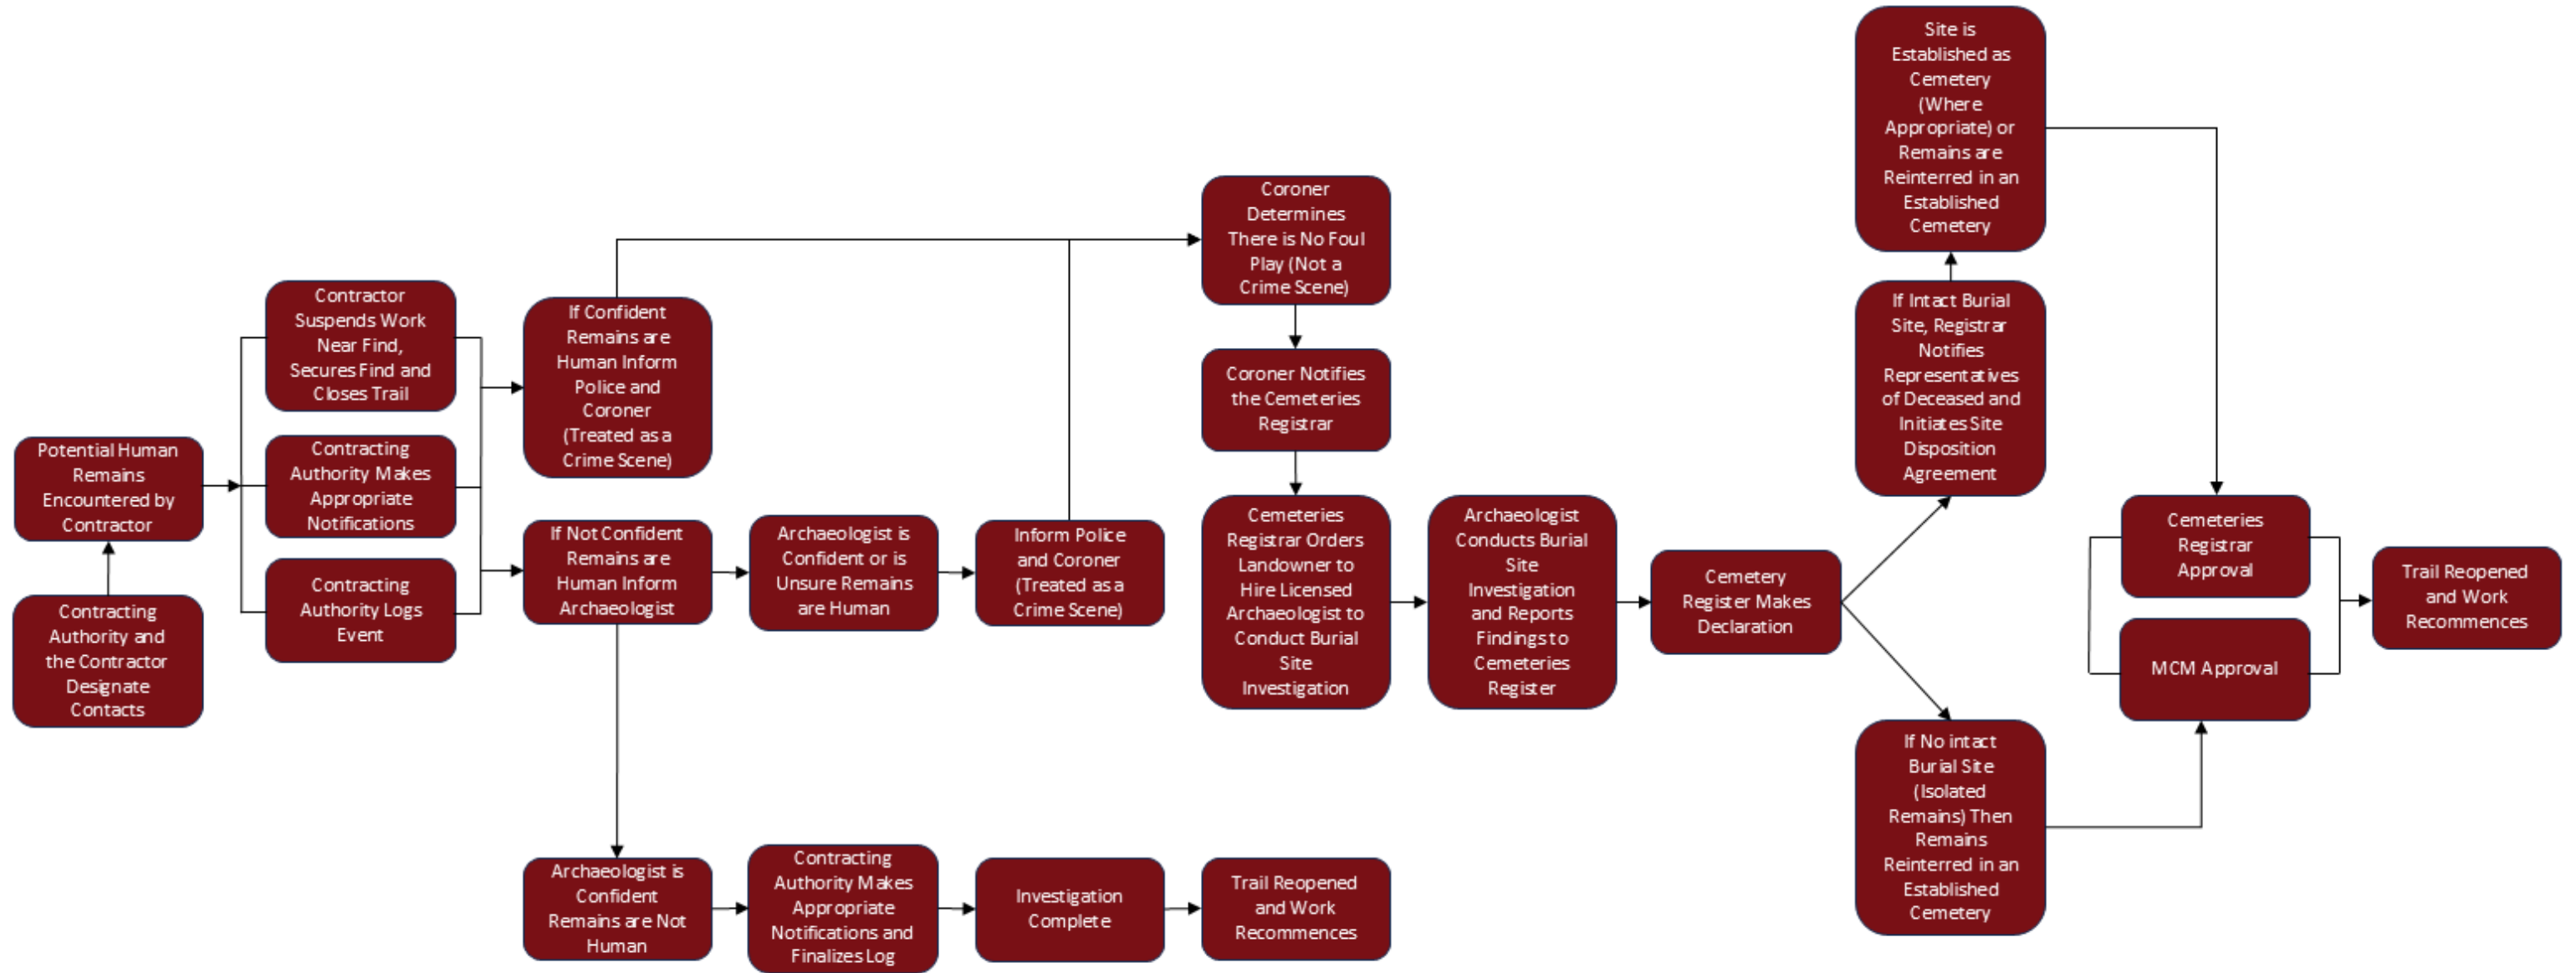 Potential Human
Remains
Encountered by
Contractor
Contracting
Authority and
the Contractor
Designate
Contacts
Contractor
Suspends Work
Near Find,
Secures Find and
Closes Trail
Contracting
Authority Makes
Appropriate
Notifications
Contracting
Authority Logs
Event
If Confident
Remains are
Human Inform
Police and
Coroner
(Treated as a
Crime Scene)
If Not Confident
Remains are
Human Inform
Archaeologist
Archaeologist is
Confident or is
Unsure Remains
are Human
Inform Police
and Coroner
(Treated as a
Crime Scene)
Archaeologist is
Confident
Remains are Not
Human
Contracting
Authority Makes
Appropriate
Notifications and
Finalizes Log
Investigation
Complete
Trail Reopened
and Work
Recommences
Coroner
Determines
There is No Foul
Play (Not a
Crime Scene)
Coroner Notifies
the Cemeteries
Registrar
Cemeteries
Registrar Orders
Landowner to
Hire Licensed
Archaeologist to
Conduct Burial
Site
Investigation
Archaeologist
Conducts Burial
Site
Investigation
and Reports
Findings to
Cemeteries
Register
Cemetery
Register Makes
Declaration
Site is
Established as
Cemetery
(Where
Appropriate) or
Remains are
Reinterred in an
Established
Cemetery
If Intact Burial
Site, Registrar
Notifies
Representatives
of Deceased and
Initiates Site
Disposition
Agreement
If No intact
Burial Site
(Isolated
Remains) Then
Remains
Reinterred in an
Established
Cemetery
Cemeteries
Registrar
Approval
MCM Approval
Trail Reopened
and Work
Recommences